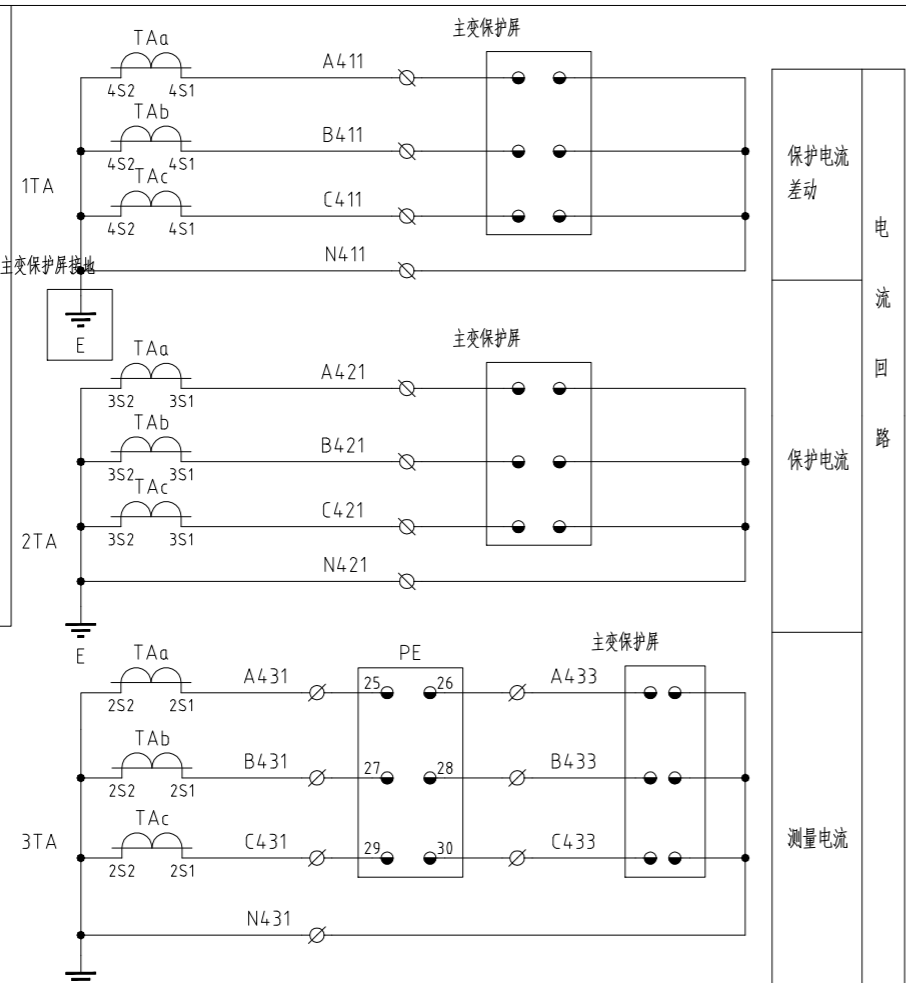 主变保护屏
TAa
A411
4S2 4S1
TAb
B411
4S2 4S1
TAc
C411
4S2 4S1
1TA
N411
主变保护屏接地
E
保护电流
差动
电
流
回
路
主变保护屏
TAa
A421
3S2 3S1
TAb
B421
3S2 3S1
TAc
C421
3S2 3S1
2TA
N421
E
保护电流
主变保护屏
PE
TAa
A431
25 26
A433
2S2 2S1
TAb
B431
27 28
B433
2S2 2S1
TAc
C431
29 30
C433
2S2 2S1
3TA
N431
测量电流